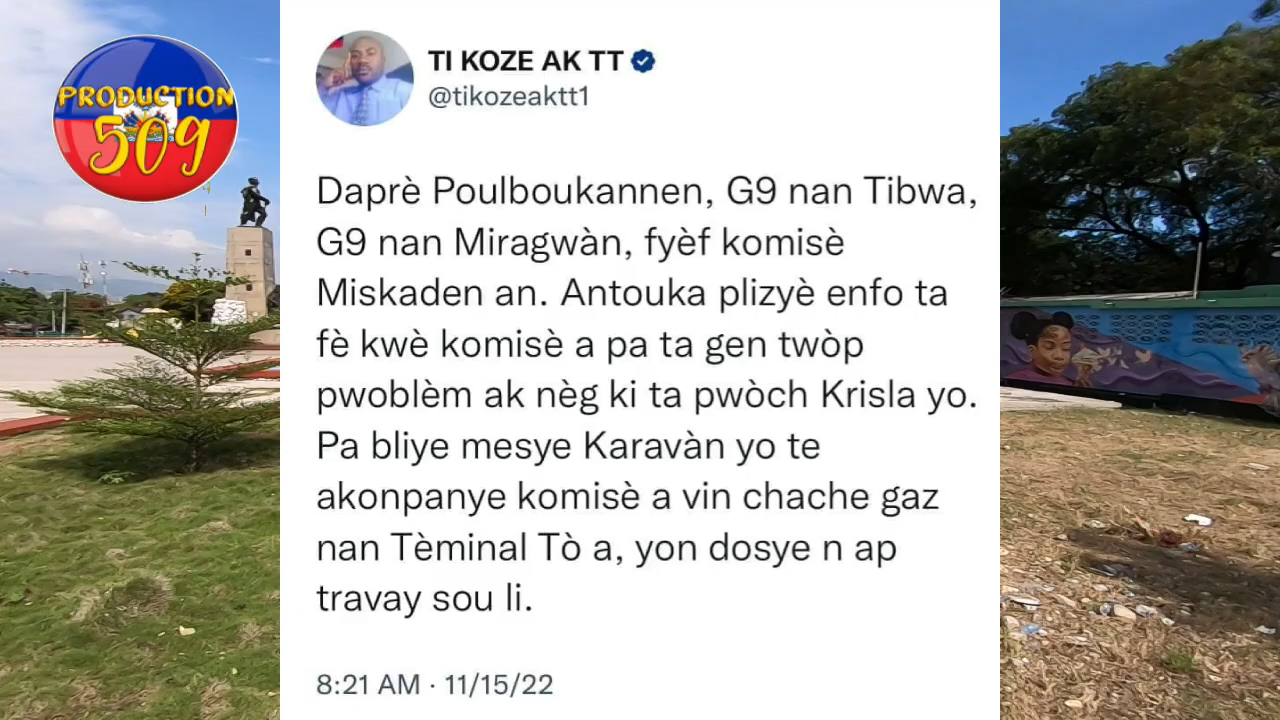 PRODUCTION
509
TI KOZE AK TT
@tikozeaktt1
Daprè Poulboukannen, G9 nan Tibwa,
G9 nan Miragwàn, fyèf komisè
Miskaden an. Antouka plizyè enfo ta
fè kwè komisè a pa ta gen twòp
pwoblèm ak nèg ki ta pwòch Krisla yo.
Pa bliye mesye Karavàn yo te
akonpanye komisè a vin chache gaz
nan Tèminal Tò a, yon dosye n ap
travay sou li.
8:21 AM · 11/15/22